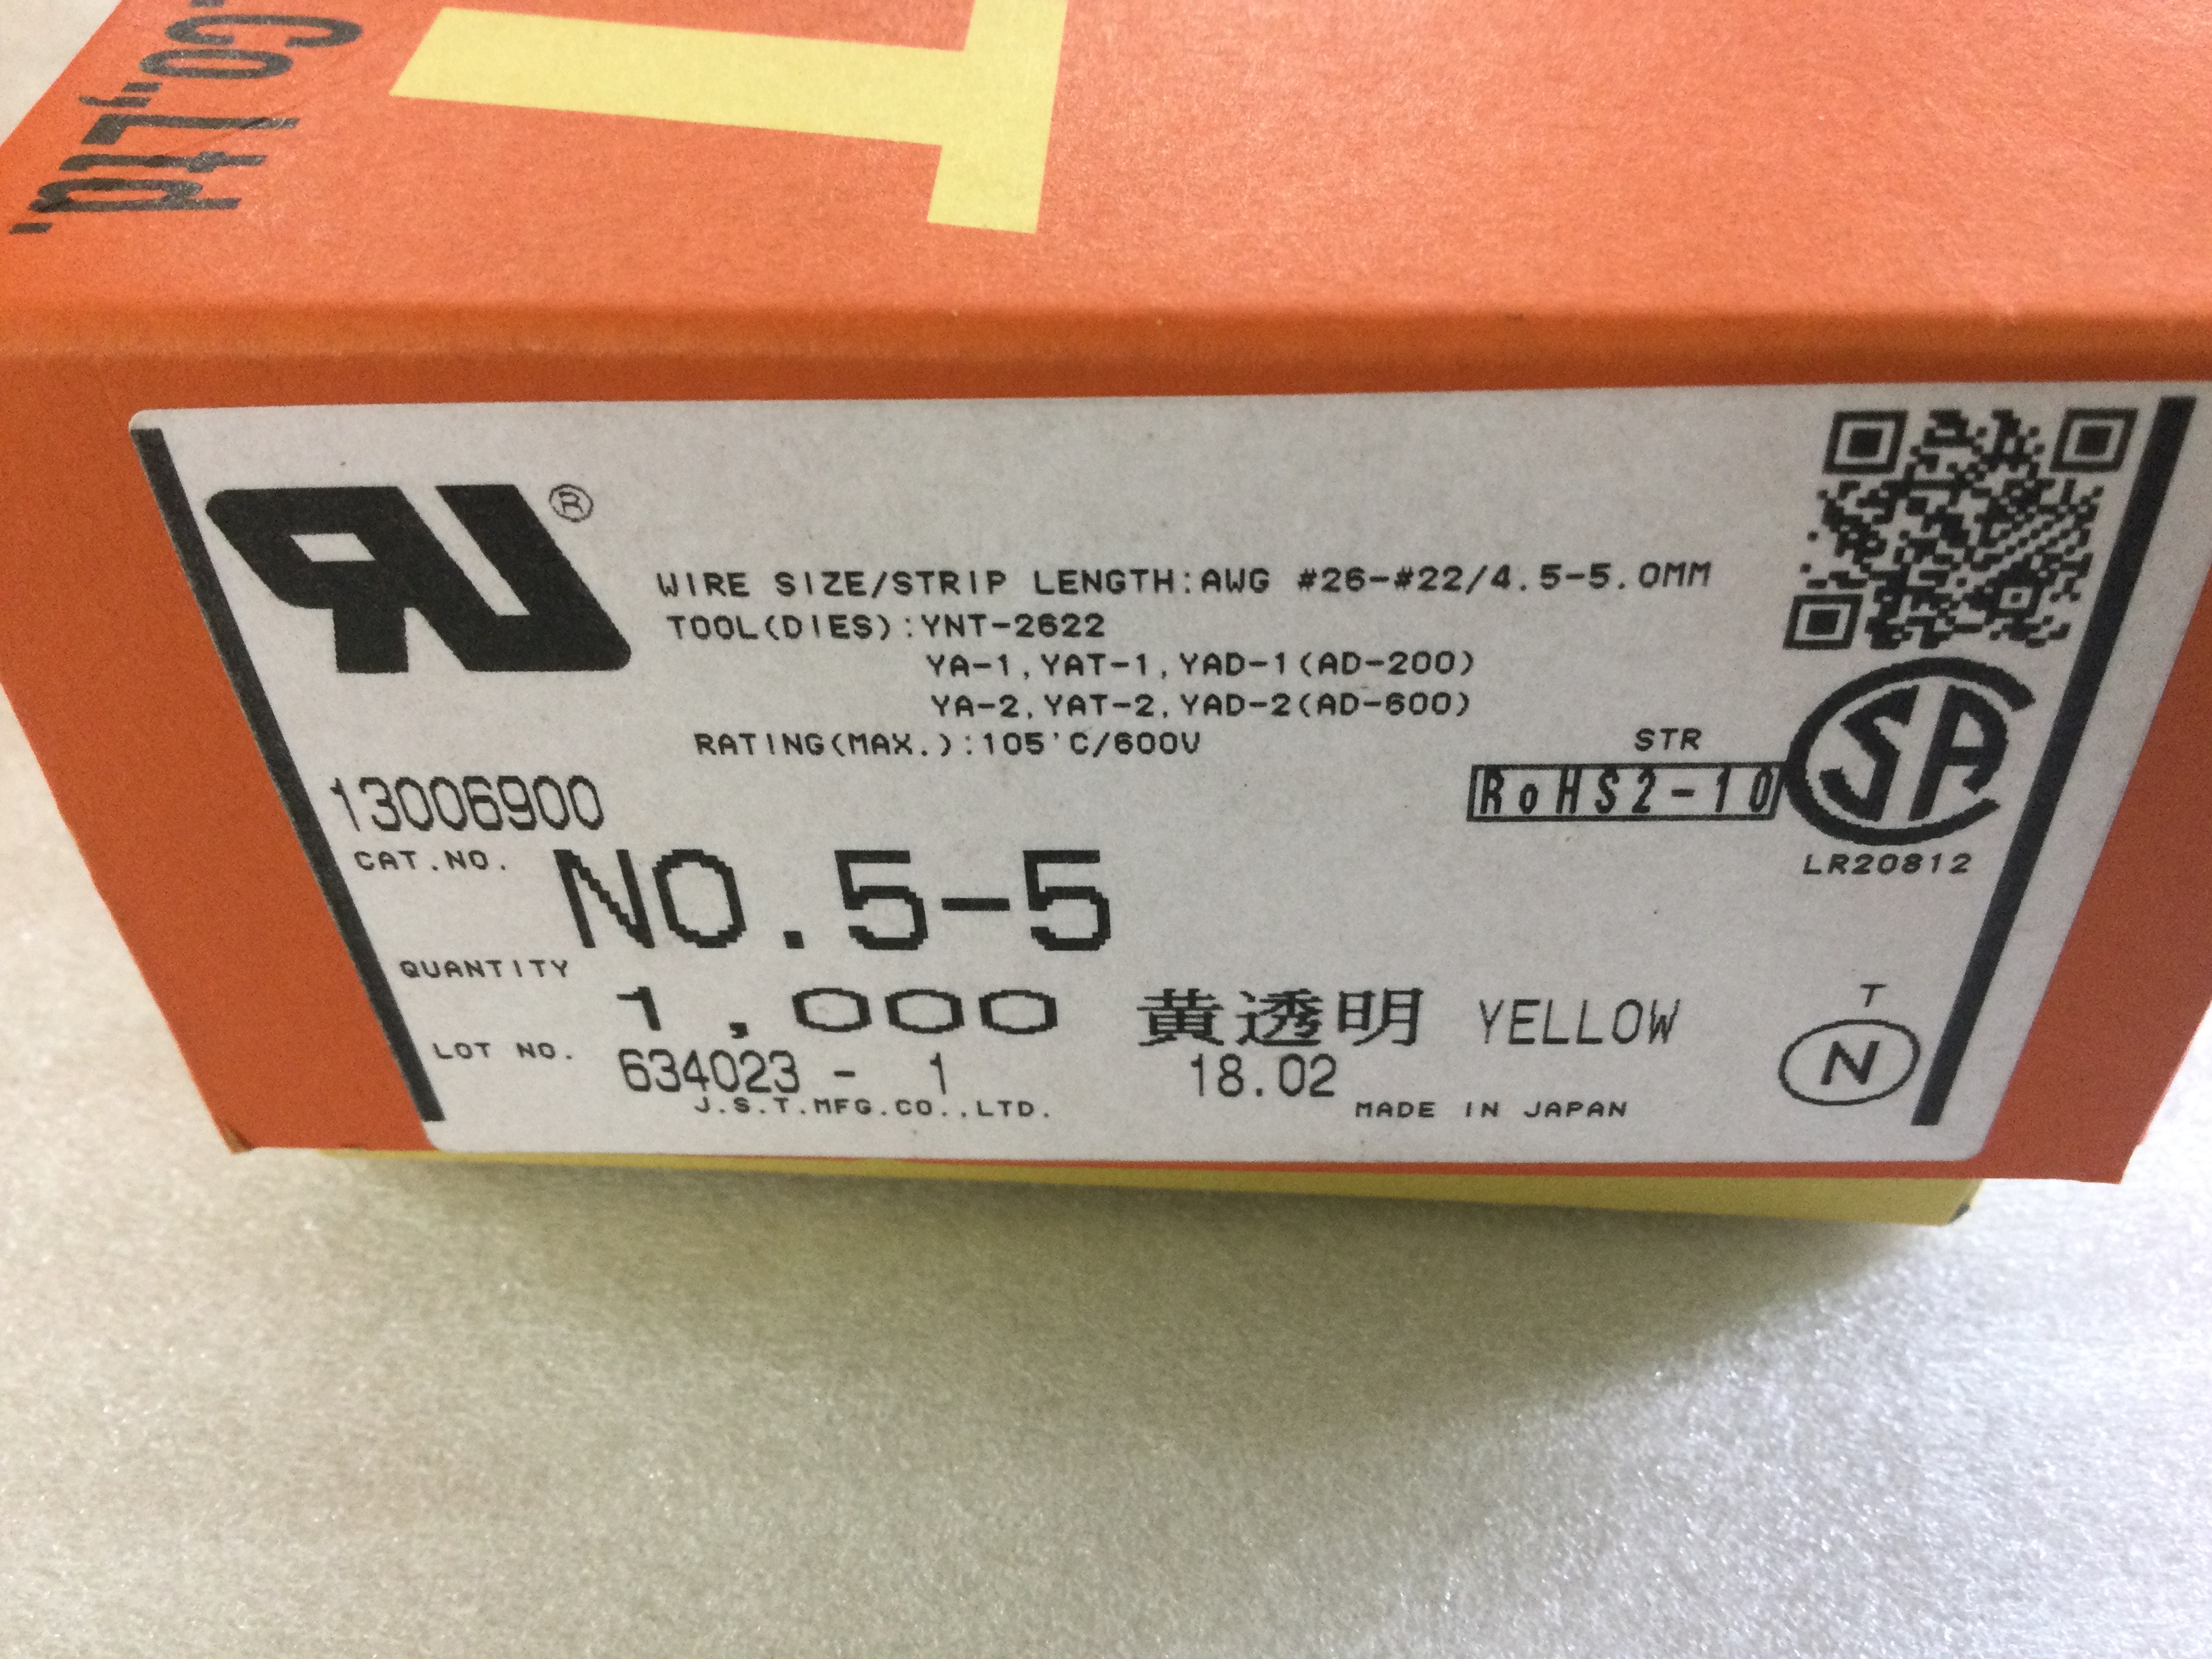 Co.,Ltd.
T
®
WIRE SIZE/STRIP LENGTH:AWG #26-#22/4.5-5.0MM
TOOL(DIES):YNT-2622
YA-1,YAT-1,YAD-1(AD-200)
YA-2,YAT-2,YAD-2(AD-600)
RATING(MAX.):105'C/600V
STR
RoHS2-10
SA
LR20812
13006900
CAT.NO. NO.5-5
QUANTITY
1,000 黄透明 YELLOW
T
N
LOT NO. 634023 - 1 18.02
J.S.T.MFG.CO.,LTD. MADE IN JAPAN